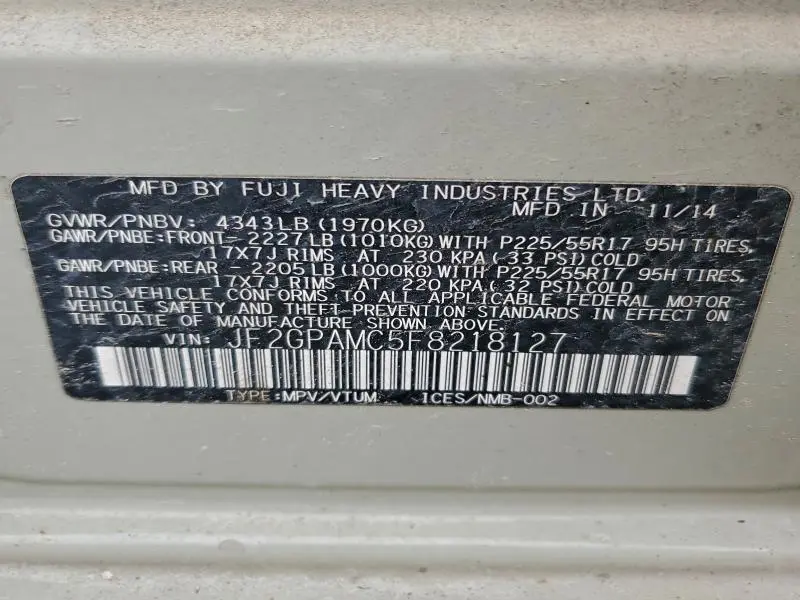 MFD BY FUJI HEAVY INDUSTRIES LTD.
MFD IN 11/14
GVWR/PNBV: 4343LB(1970KG)
GAWR/PNBE:FRONT-2227LB(1010KG)WITH P225/55R17 95H TIRES,
17X7J RIMS AT 230 KPA(33 PSI)COLD
GAWR/PNBE:REAR -2205LB(1000KG)WITH P225/55R17 95H TIRES,
17X7J RIMS AT 220 KPA(32 PSI)COLD
THIS VEHICLE CONFORMS TO ALL APPLICABLE FEDERAL MOTOR
VEHICLE SAFETY AND THEFT PREVENTION STANDARDS IN EFFECT ON
THE DATE OF MANUFACTURE SHOWN ABOVE.
VIN: JF2GPAMC5F8218127
TYPE:MPV/VTUM ICES/NMB-002